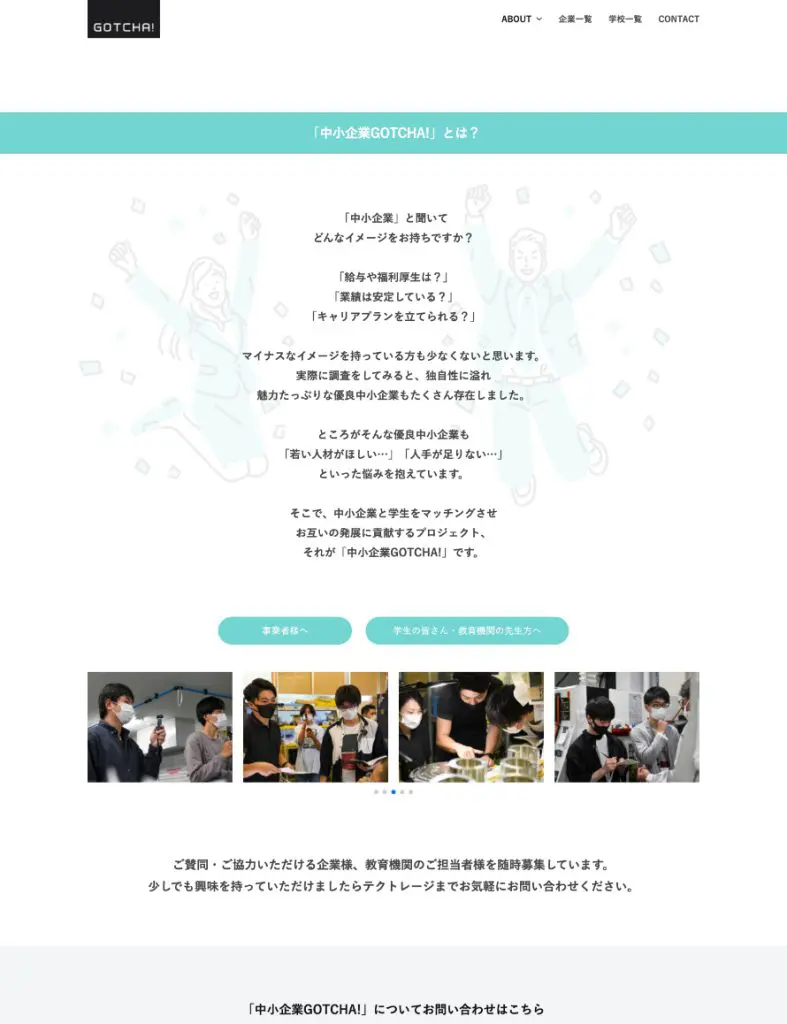 GOTCHA!
ABOUT
企業一覧
学校一覧
CONTACT
「中小企業GOTCHA!」とは？
「中小企業」と聞いて
どんなイメージをお持ちですか？
「給与や福利厚生は？」
「業績は安定している？」
「キャリアプランを立てられる？」
マイナスなイメージを持っている方も少なくないと思います。
実際に調査をしてみると、独自性に溢れ
魅力たっぷりな優良中小企業もたくさん存在しました。
ところがそんな優良中小企業も
「若い人材がほしい…」「人手が足りない…」
といった悩みを抱えています。
そこで、中小企業と学生をマッチングさせ
お互いの発展に貢献するプロジェクト、
それが「中小企業GOTCHA!」です。
事業者様へ
学生の皆さん・教育機関の先生方へ
ご賛同・ご協力いただける企業様、教育機関のご担当者様を随時募集しています。
少しでも興味を持っていただけましたらテクトレージまでお気軽にお問い合わせください。
「中小企業GOTCHA!」についてお問い合わせはこちら